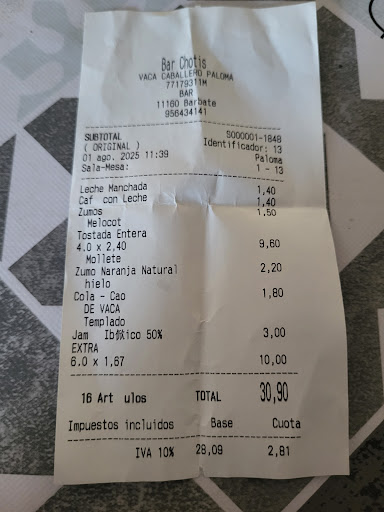 Bar Chotis
VACA CABALLERO PALOMA
77179311M
BAR
11160 Barbate
956434141
SUBTOTAL S000001-1848
( ORIGINAL ) Identificador: 13
01 ago. 2025 11:39 Paloma
Sala-Mesa: 1 - 13
Leche Manchada 1,40
Caf con Leche 1,40
Zumos 1,50
Melocot
Tostada Entera
4.0 x 2,40 9,60
Mollete
Zumo Naranja Natural 2,20
hielo
Cola - Cao 1,80
DE VACA
Templado
Jam 50% 3,00
EXTRA
6.0 x 1,67 10,00
16 Art ulos TOTAL 30,90
Impuestos incluidos Base Cuota
IVA 10% 28,09 2,81